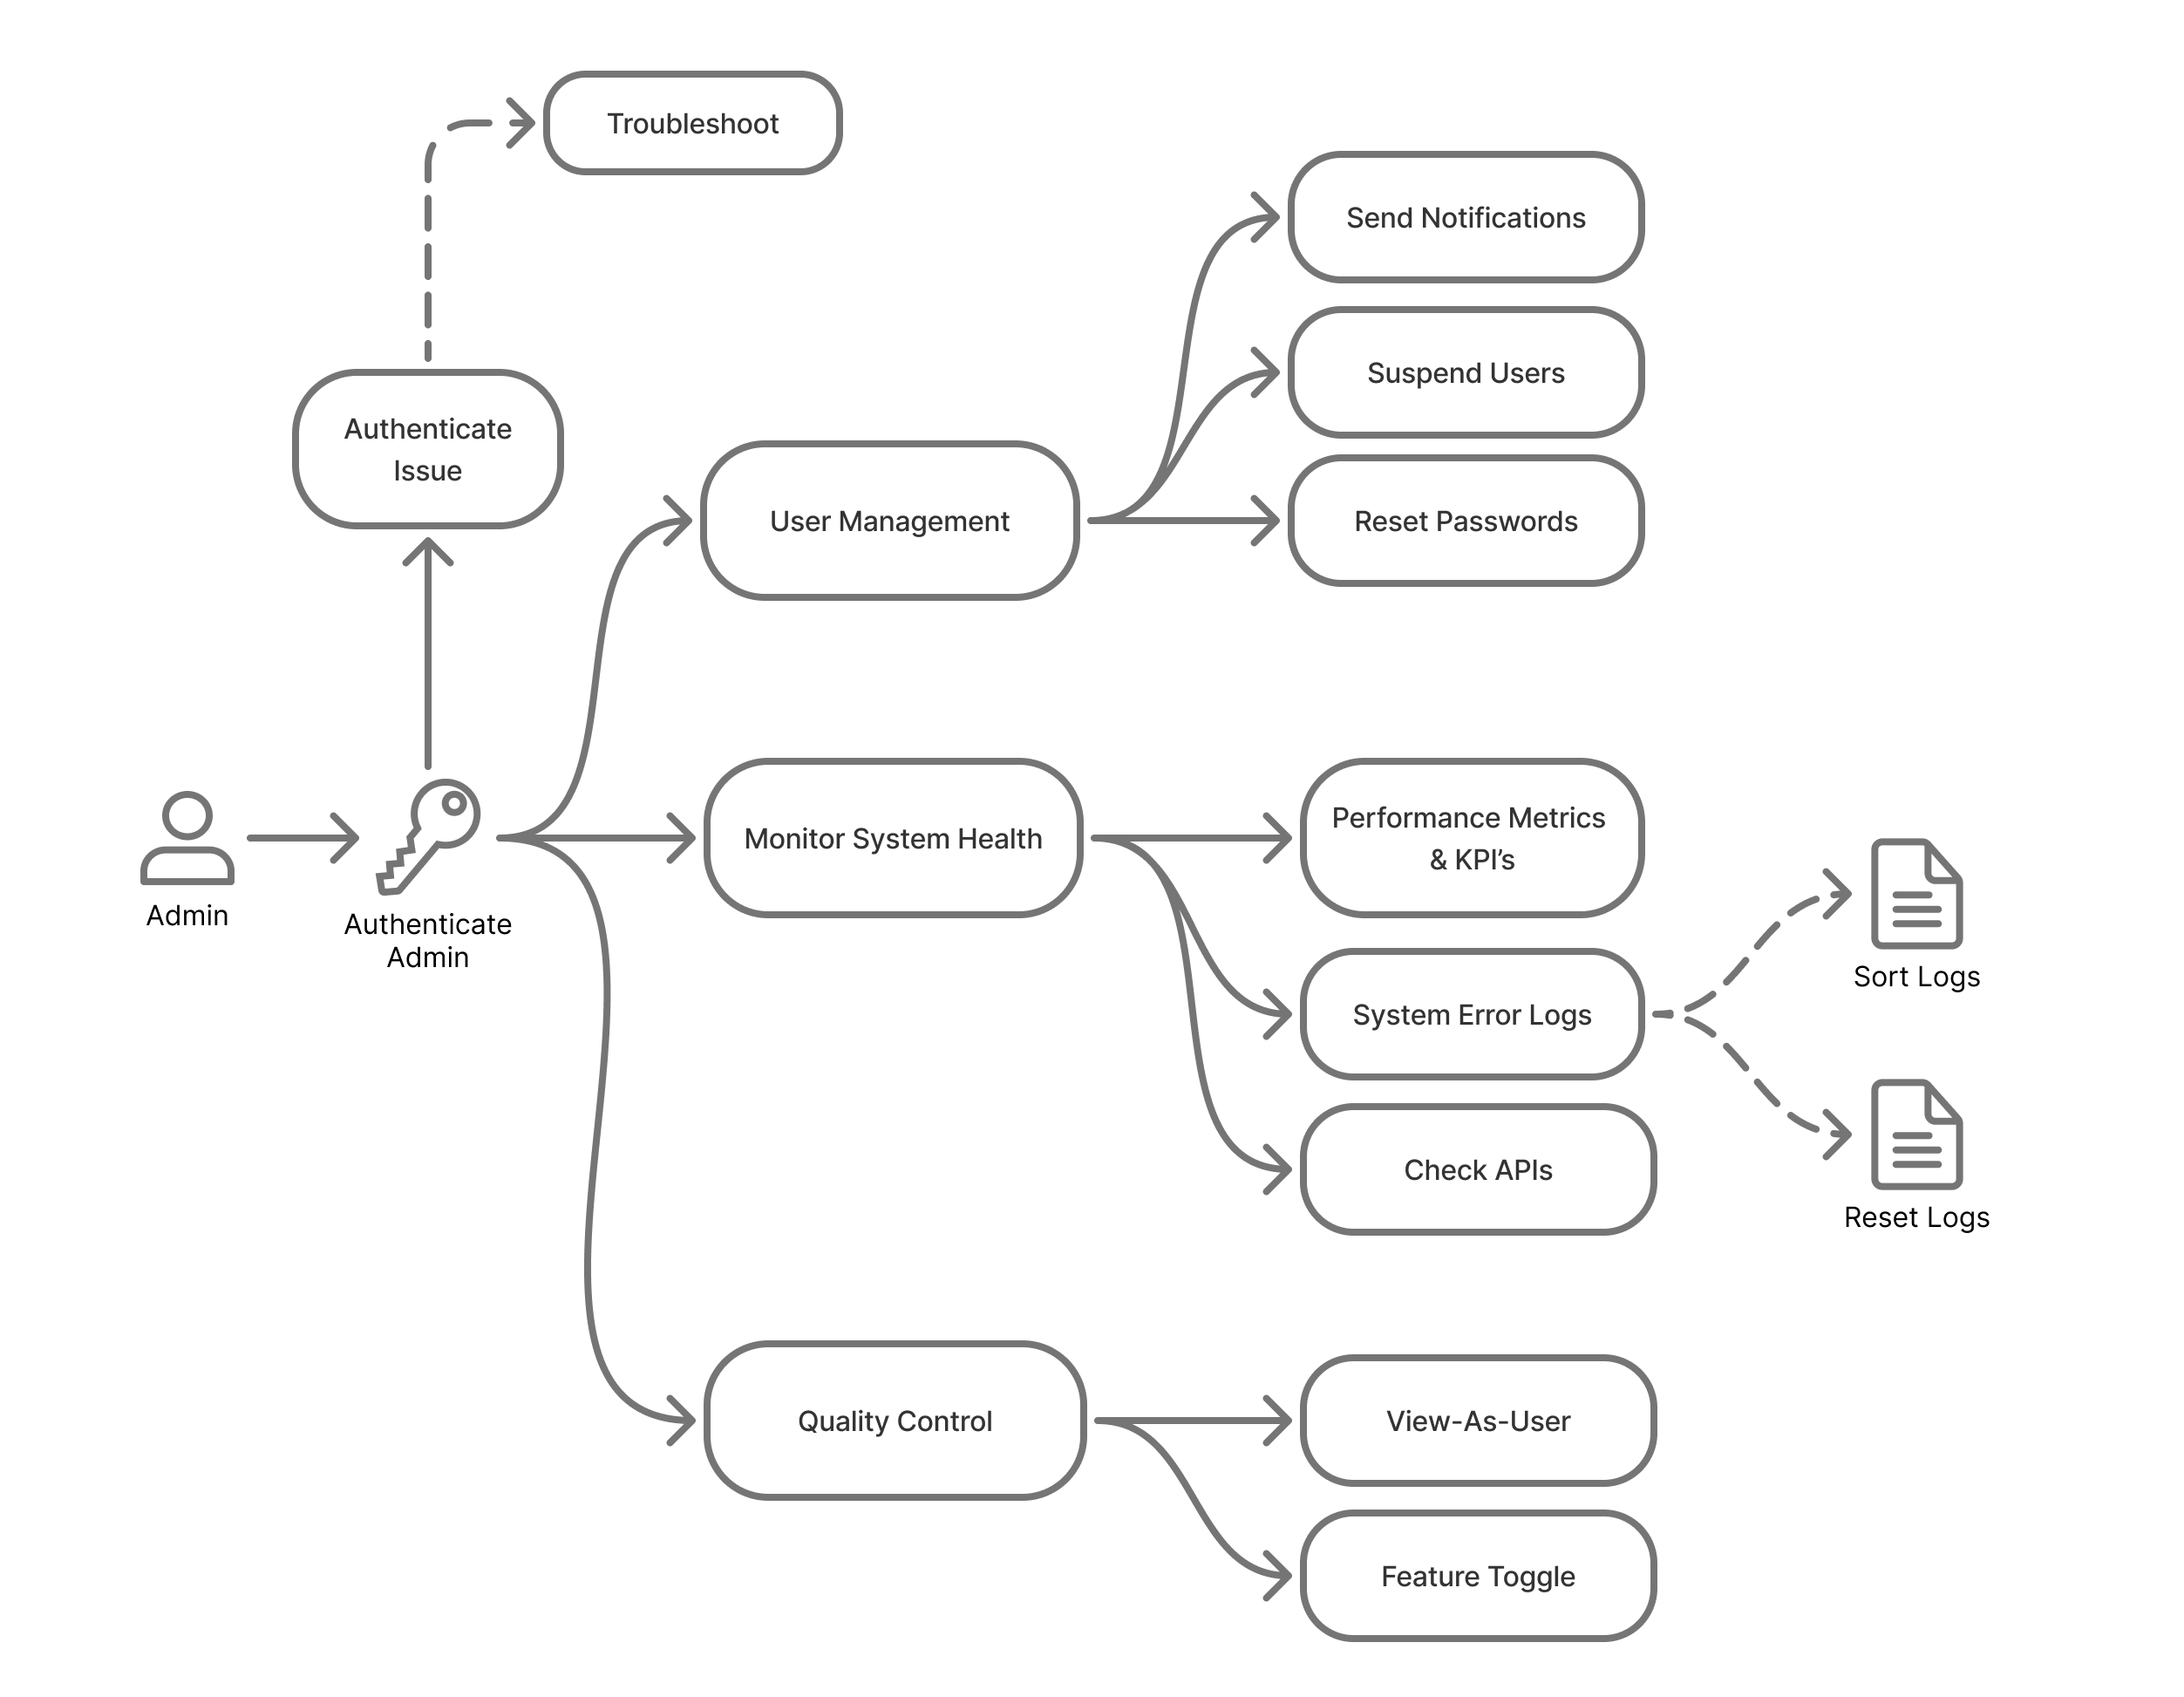 Troubleshoot
Send Notifications
Suspend Users
Authenticate
Issue
User Management
Reset Passwords
Admin
Authenticate
Admin
Monitor System Health
Performance Metrics
& KPI’s
System Error Logs
Sort Logs
Check APIs
Reset Logs
Quality Control
View-As-User
Feature Toggle